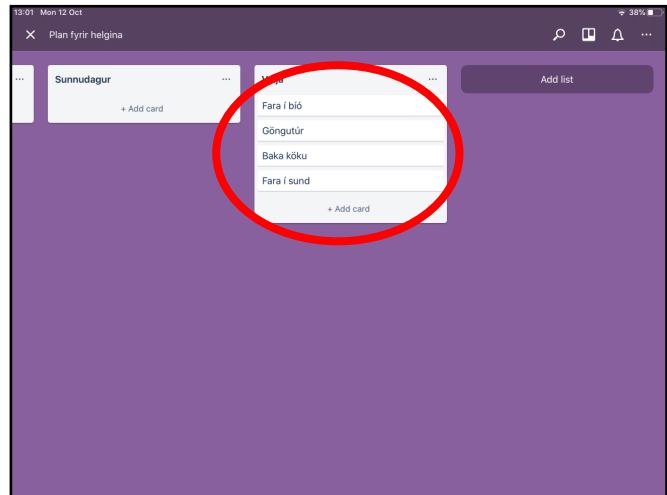 13:01 Mon 12 Oct
38%
Plan fyrir helgina
Sunnudagur
+ Add card
Fara í bíó
Göngutúr
Baka köku
Fara í sund
+ Add card
Add list